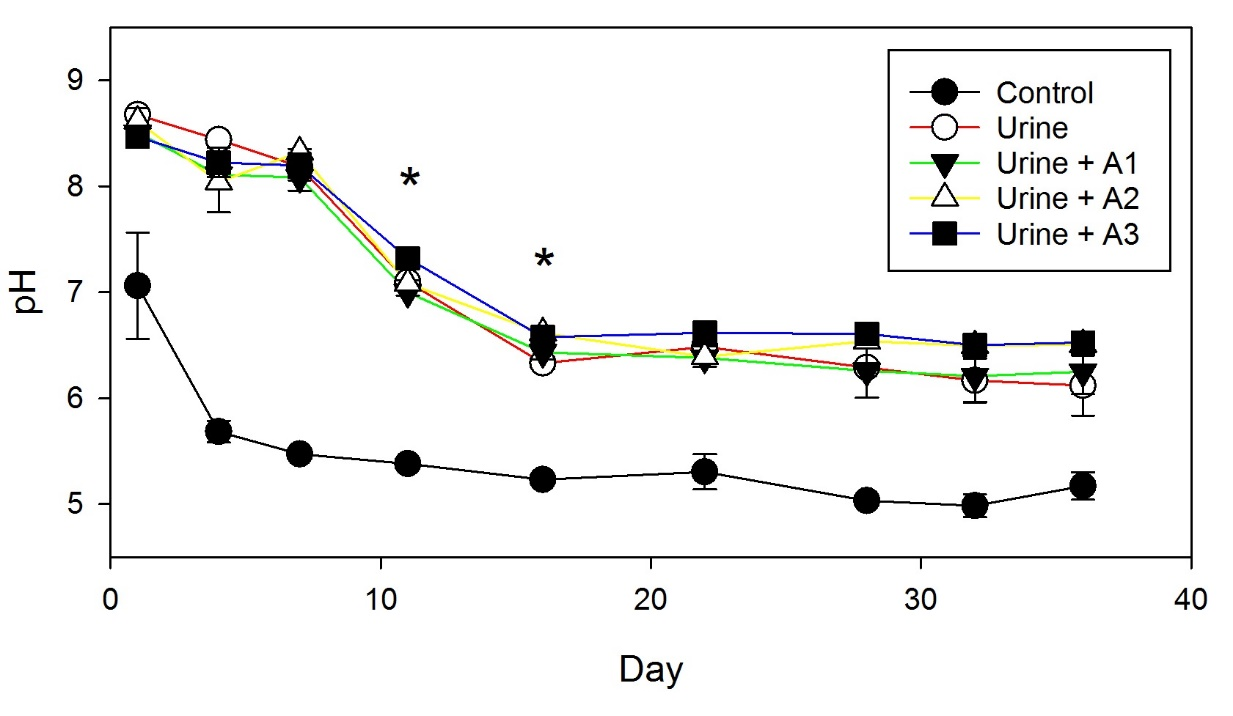 9
8
7
6
5
pH
*
*
Control
Urine
Urine + A1
Urine + A2
Urine + A3
0 10 20 30 40
Day